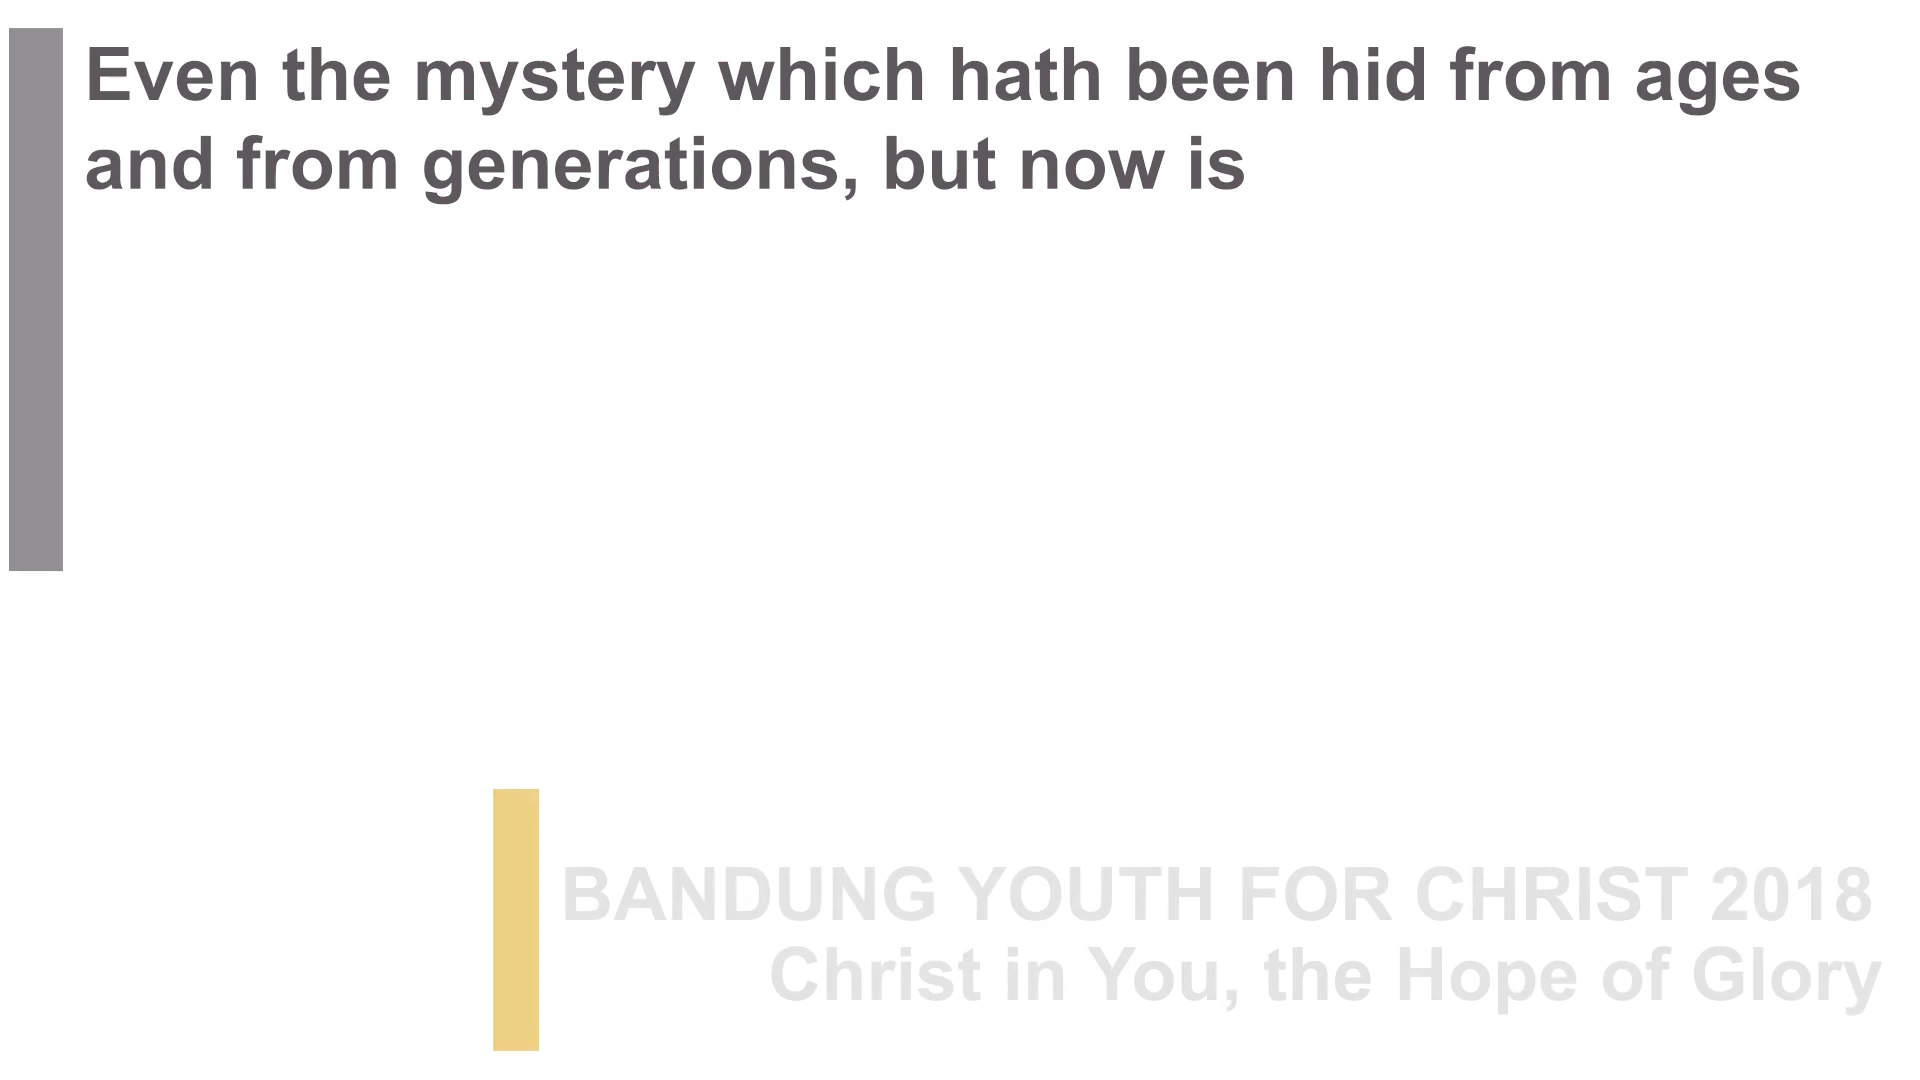 Even the mystery which hath been hid from ages
and from generations, but now is
BANDUNG YOUTH FOR CHRIST 2018
Christ in You, the Hope of Glory